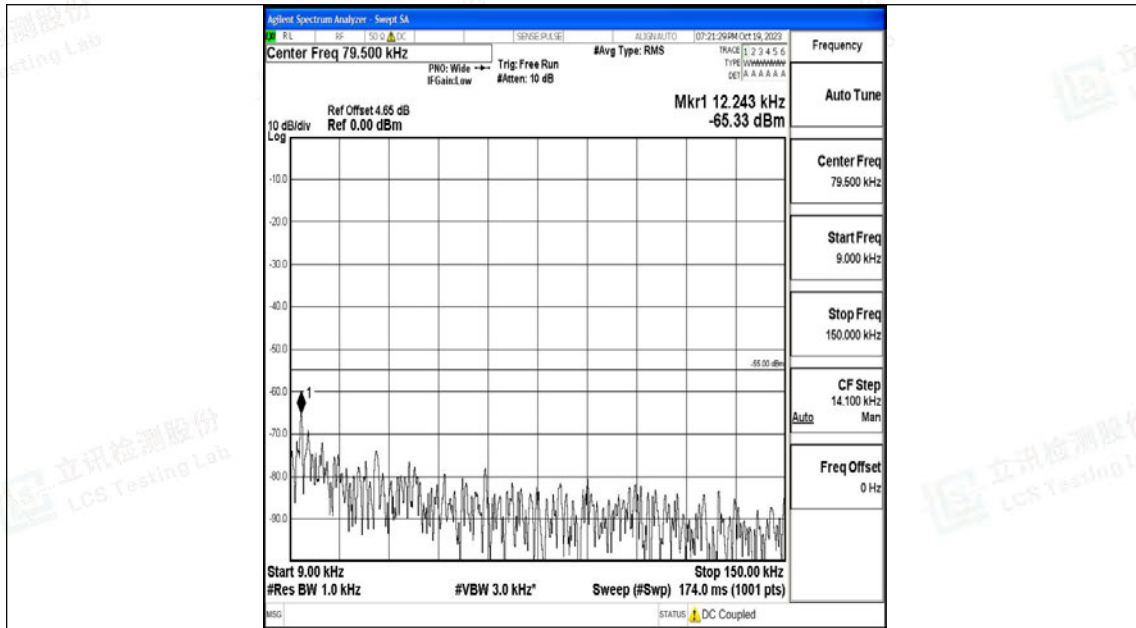 Agilent Spectrum Analyzer - Swept SA
RL RF 50 Ω DC SENSE:PULSE ALIGN AUTO 07:21:29 PM Oct 19, 2023
Center Freq 79.500 kHz
PNO: Wide
IFGain:Low
Trig: Free Run
#Atten: 10 dB
#Avg Type: RMS
TRACE 1 2 3 4 5 6
TYPE
DET A A A A A A
Ref Offset 4.65 dB
Ref 0.00 dBm
10 dB/div
Log
Mkr1 12.243 kHz
-65.33 dBm
-10.0
-20.0
-30.0
-40.0
-50.0
-55.00 dBm
-60.0
1
-70.0
-80.0
-90.0
Start 9.00 kHz
Stop 150.00 kHz
#Res BW 1.0 kHz
#VBW 3.0 kHz*
Sweep (#Swp) 174.0 ms (1001 pts)
MSG
STATUS DC Coupled
Frequency
Auto Tune
Center Freq
79.500 kHz
Start Freq
9.000 kHz
Stop Freq
150.000 kHz
CF Step
14.100 kHz
Auto Man
Freq Offset
0 Hz
立讯检测股份
LCS Testing Lab